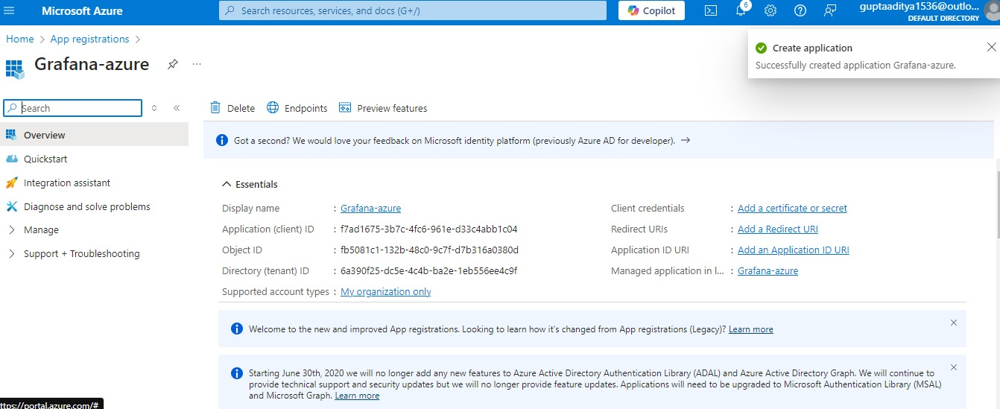 Microsoft Azure
Search resources, services, and docs (G+/)
Copilot
6
guptaaditya1536@outlo...
DEFAULT DIRECTORY
Home > App registrations >
Grafana-azure
...
Create application
Successfully created application Grafana-azure.
Search
Overview
Quickstart
Integration assistant
Diagnose and solve problems
Manage
Support + Troubleshooting
Delete
Endpoints
Preview features
Got a second? We would love your feedback on Microsoft identity platform (previously Azure AD for developer). →
Essentials
Display name : Grafana-azure
Application (client) ID : f7ad1675-3b7c-4fc6-961e-d33c4abb1c04
Object ID : fb5081c1-132b-48c0-9c7f-d7b316a0380d
Directory (tenant) ID : 6a390f25-dc5e-4c4b-ba2e-1eb556ee4c9f
Supported account types : My organization only
Client credentials : Add a certificate or secret
Redirect URIs : Add a Redirect URI
Application ID URI : Add an Application ID URI
Managed application in l... : Grafana-azure
Welcome to the new and improved App registrations. Looking to learn how it's changed from App registrations (Legacy)? Learn more
Starting June 30th, 2020 we will no longer add any new features to Azure Active Directory Authentication Library (ADAL) and Azure Active Directory Graph. We will continue to
provide technical support and security updates but we will no longer provide feature updates. Applications will need to be upgraded to Microsoft Authentication Library (MSAL)
and Microsoft Graph. Learn more
ttps://portal.azure.com/#